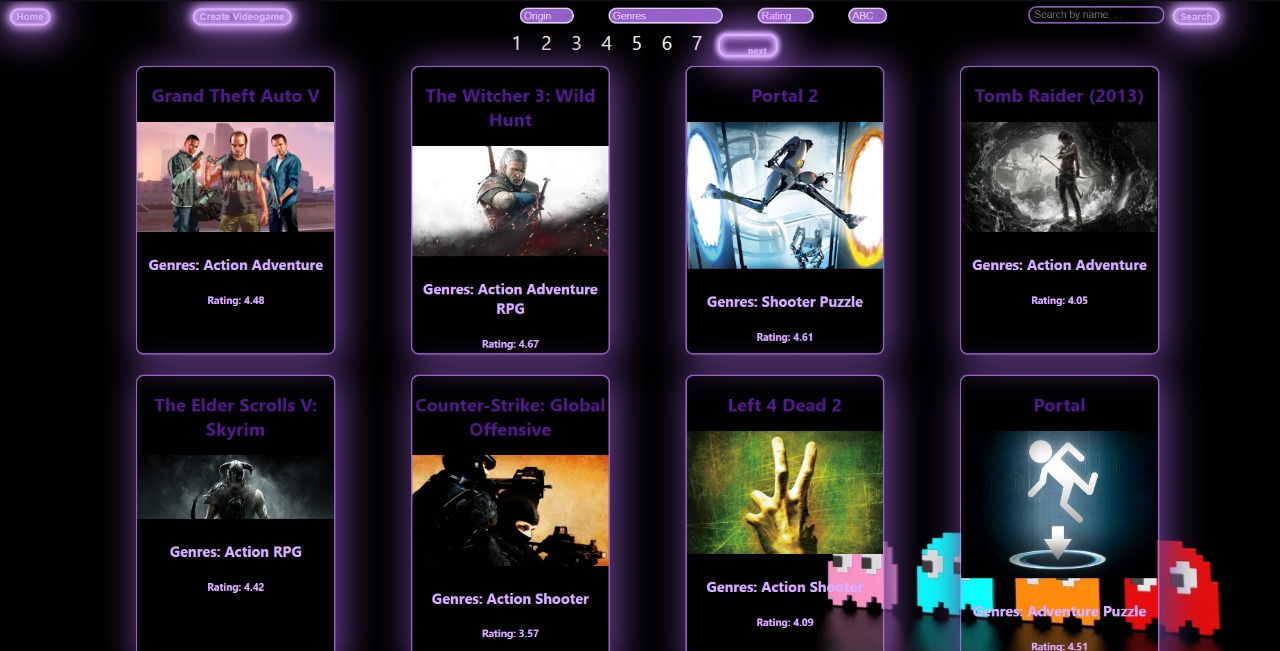 Home
Create Videogame
Origin
Genres
Rating
ABC
Search by name. . .
Search
1 2 3 4 5 6 7 next
Grand Theft Auto V
Genres: Action Adventure
Rating: 4.48
The Witcher 3: Wild
Hunt
Genres: Action Adventure
RPG
Rating: 4.67
Portal 2
Genres: Shooter Puzzle
Rating: 4.61
Tomb Raider (2013)
Genres: Action Adventure
Rating: 4.05
The Elder Scrolls V:
Skyrim
Genres: Action RPG
Rating: 4.42
Counter-Strike: Global
Offensive
Genres: Action Shooter
Rating: 3.57
Left 4 Dead 2
Genres: Action Shooter
Rating: 4.09
Portal
Genres: Adventure Puzzle
Rating: 4.51